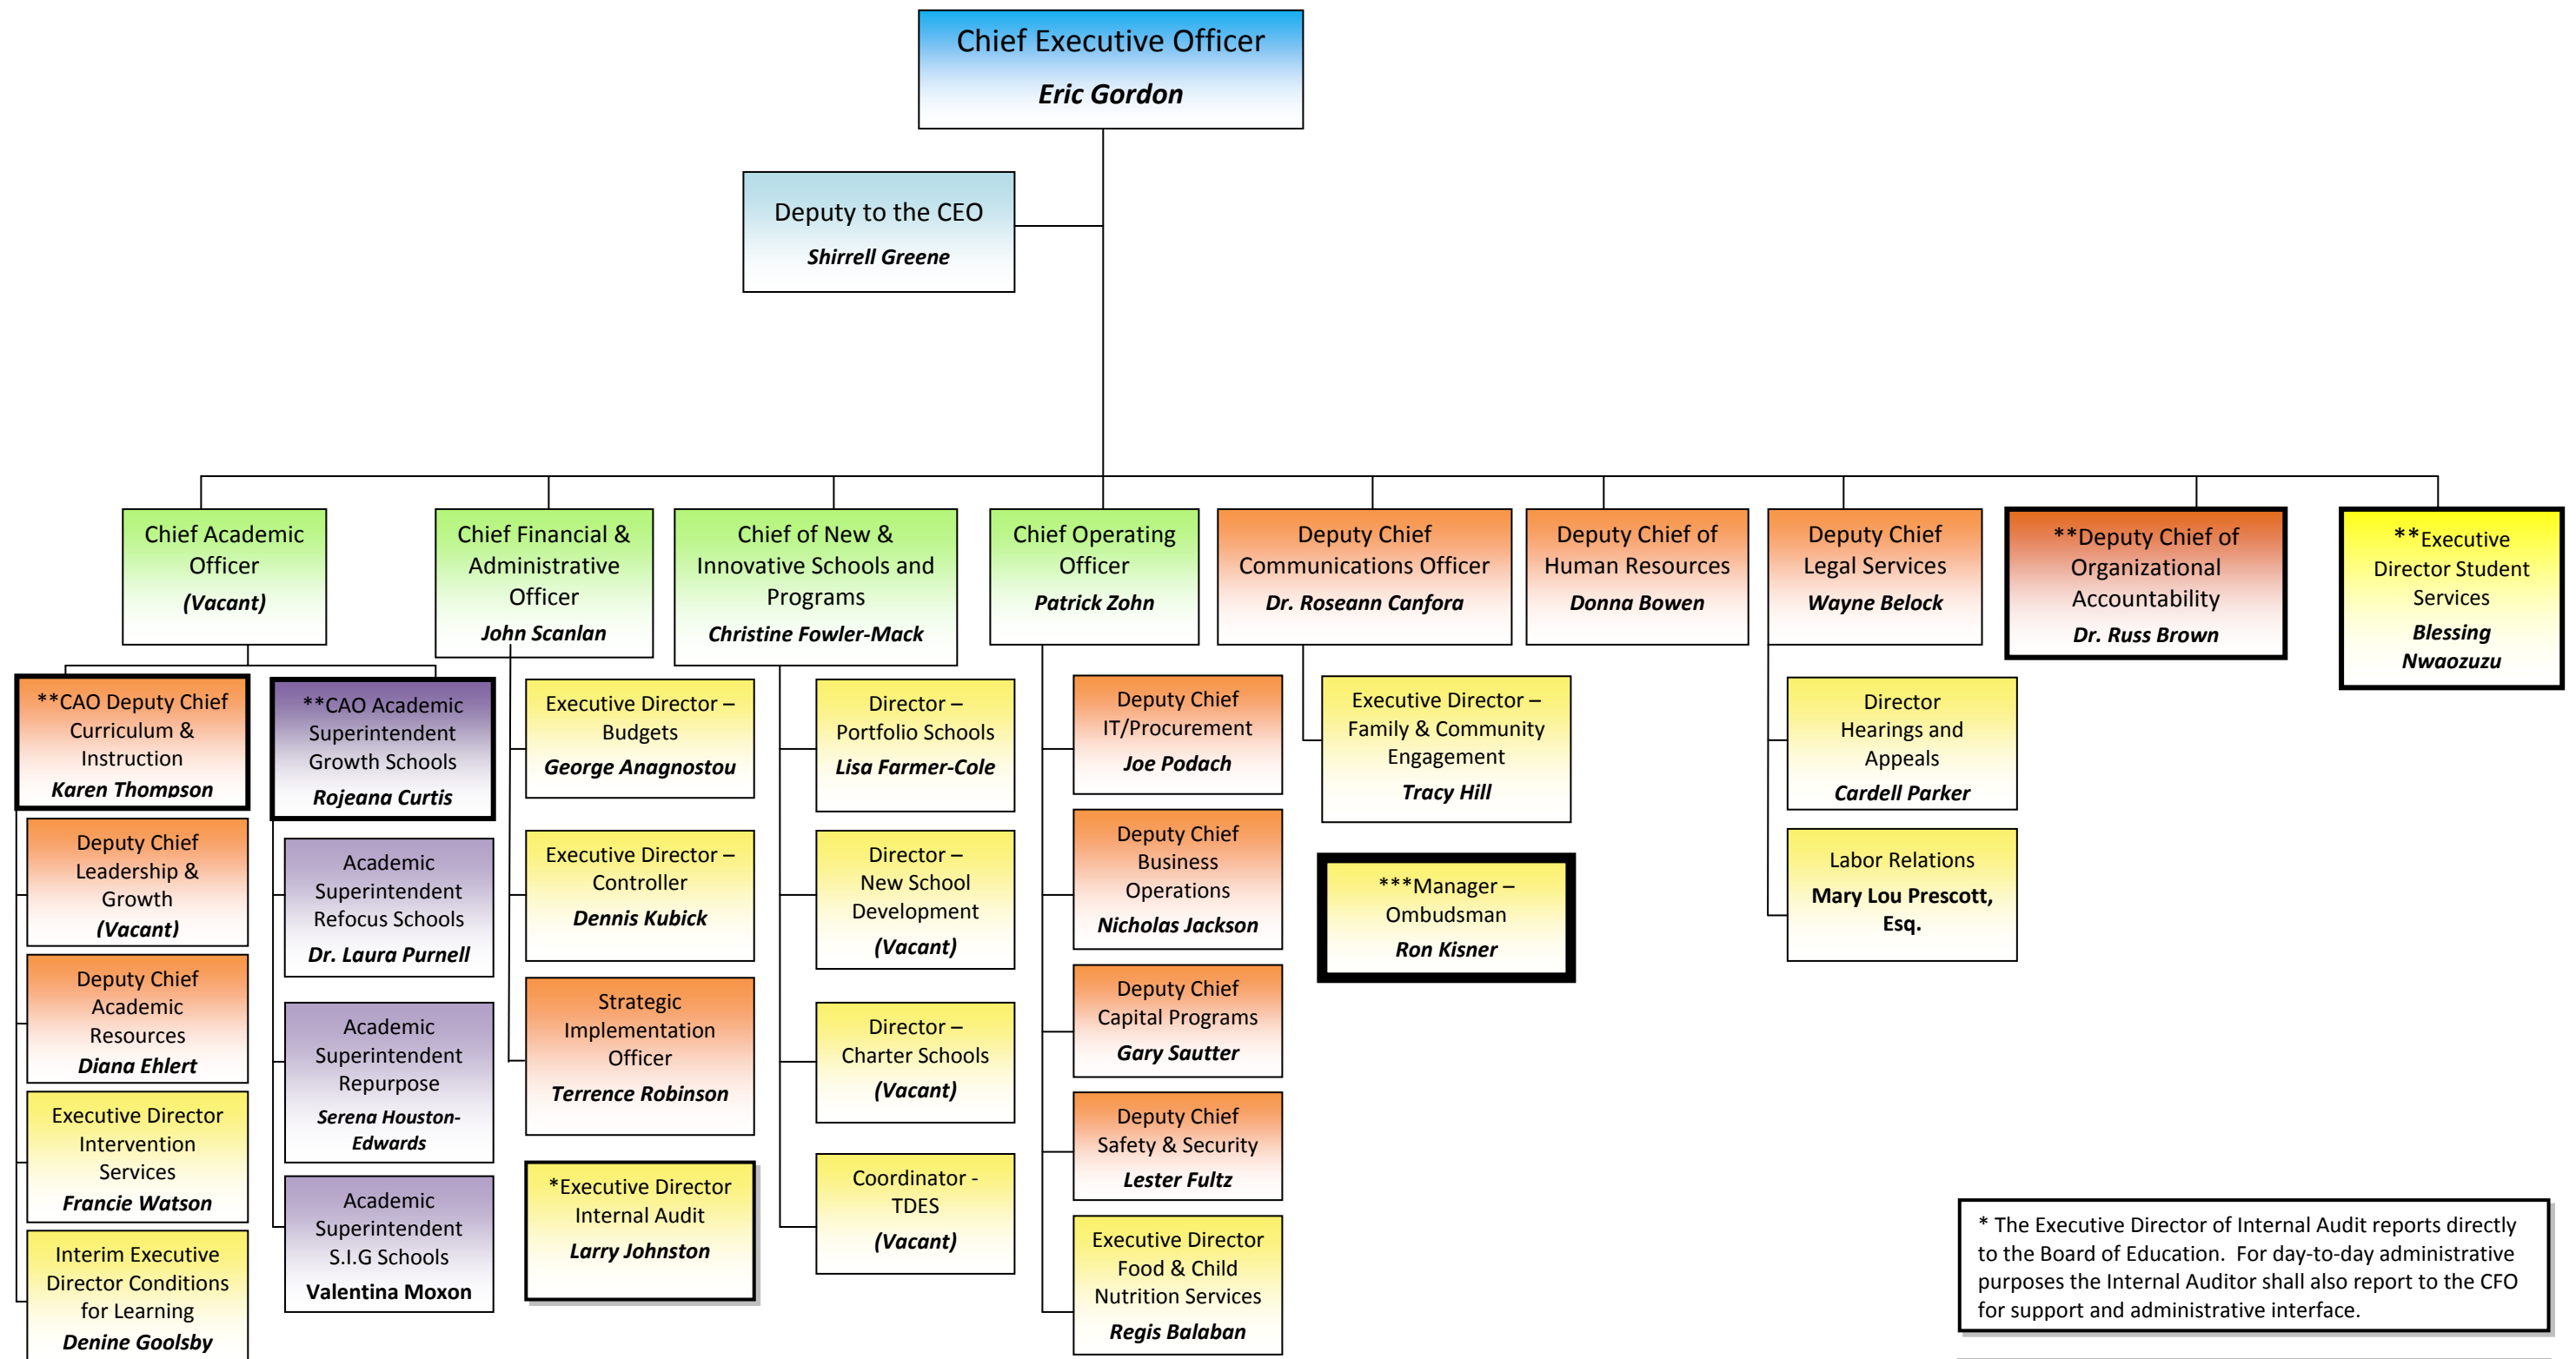 Chief Executive Officer
Eric Gordon
Deputy to the CEO
Shirrell Greene
Chief Academic
Officer
(Vacant)
Chief Financial &
Administrative
Officer
John Scanlan
Chief of New &
Innovative Schools and
Programs
Christine Fowler-Mack
Chief Operating
Officer
Patrick Zohn
Deputy Chief
Communications Officer
Dr. Roseann Canfora
Deputy Chief of
Human Resources
Donna Bowen
Deputy Chief
Legal Services
Wayne Belock
**Deputy Chief of
Organizational
Accountability
Dr. Russ Brown
**Executive
Director Student
Services
Blessing
Nwaozuzu
**CAO Deputy Chief
Curriculum &
Instruction
Karen Thompson
Deputy Chief
Leadership &
Growth
(Vacant)
Deputy Chief
Academic
Resources
Diana Ehlert
Executive Director
Intervention
Services
Francie Watson
Interim Executive
Director Conditions
for Learning
Denine Goolsby
**CAO Academic
Superintendent
Growth Schools
Rojeana Curtis
Academic
Superintendent
Refocus Schools
Dr. Laura Purnell
Academic
Superintendent
Repurpose
Serena Houston-
Edwards
Academic
Superintendent
S.I.G Schools
Valentina Moxon
Executive Director –
Budgets
George Anagnostou
Executive Director –
Controller
Dennis Kubick
Strategic
Implementation
Officer
Terrence Robinson
*Executive Director
Internal Audit
Larry Johnston
Director –
Portfolio Schools
Lisa Farmer-Cole
Director –
New School
Development
(Vacant)
Director –
Charter Schools
(Vacant)
Coordinator -
TDES
(Vacant)
Deputy Chief
IT/Procurement
Joe Podach
Deputy Chief
Business
Operations
Nicholas Jackson
Deputy Chief
Capital Programs
Gary Sautter
Deputy Chief
Safety & Security
Lester Fultz
Executive Director
Food & Child
Nutrition Services
Regis Balaban
Executive Director –
Family & Community
Engagement
Tracy Hill
***Manager –
Ombudsman
Ron Kisner
Director
Hearings and
Appeals
Cardell Parker
Labor Relations
Mary Lou Prescott,
Esq.
* The Executive Director of Internal Audit reports directly
to the Board of Education.  For day-to-day administrative
purposes the Internal Auditor shall also report to the CFO
for support and administrative interface.